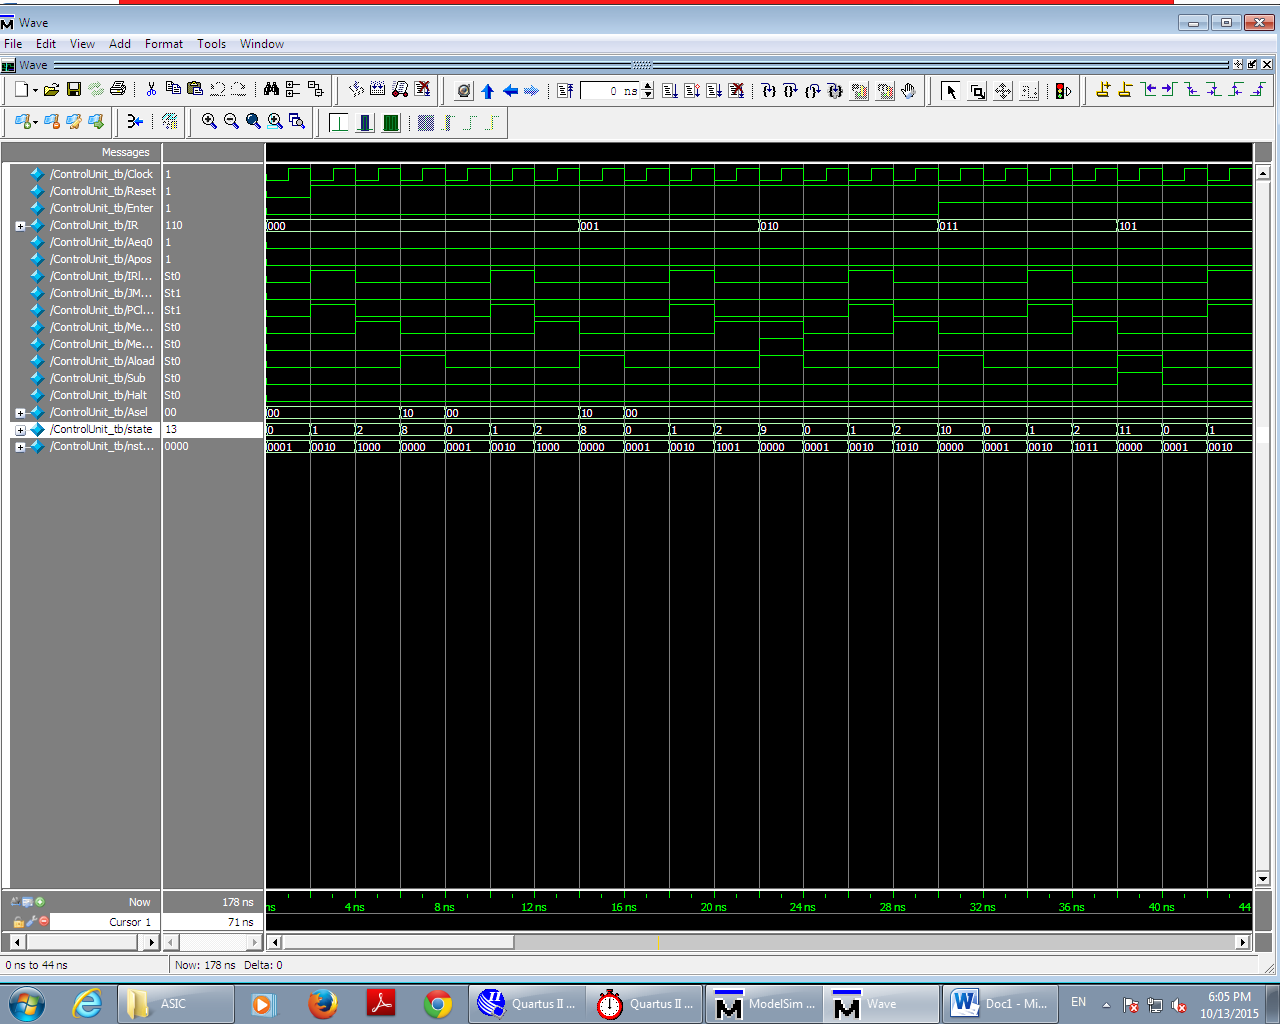 Wave
File Edit View Add Format Tools Window
Wave
0 ns
Messages
/ControlUnit_tb/Clock 1
/ControlUnit_tb/Reset 1
/ControlUnit_tb/Enter 1
/ControlUnit_tb/IR 110 000 001 010 011 101
/ControlUnit_tb/Aeq0 1
/ControlUnit_tb/Apos 1
/ControlUnit_tb/IRl... St0
/ControlUnit_tb/JM... St1
/ControlUnit_tb/PCl... St1
/ControlUnit_tb/Me... St0
/ControlUnit_tb/Me... St0
/ControlUnit_tb/Aload St0
/ControlUnit_tb/Sub St0
/ControlUnit_tb/Halt St0
/ControlUnit_tb/Asel 00 00 10 00 10 00
/ControlUnit_tb/state 13 0 1 2 8 0 1 2 8 0 1 2 9 0 1 2 10 0 1 2 11 0 1
/ControlUnit_tb/nst... 0000 0001 0010 1000 0000 0001 0010 1000 0000 0001 0010 1001 0000 0001 0010 1010 0000 0001 0010 1011 0000 0001 0010
Now 178 ns ns 4 ns 8 ns 12 ns 16 ns 20 ns 24 ns 28 ns 32 ns 36 ns 40 ns 44
Cursor 1 71 ns
0 ns to 44 ns Now: 178 ns Delta: 0
ASIC Quartus II ... Quartus II ... ModelSim ... Wave Doc1 - Mi... EN 6:05 PM
10/13/2015